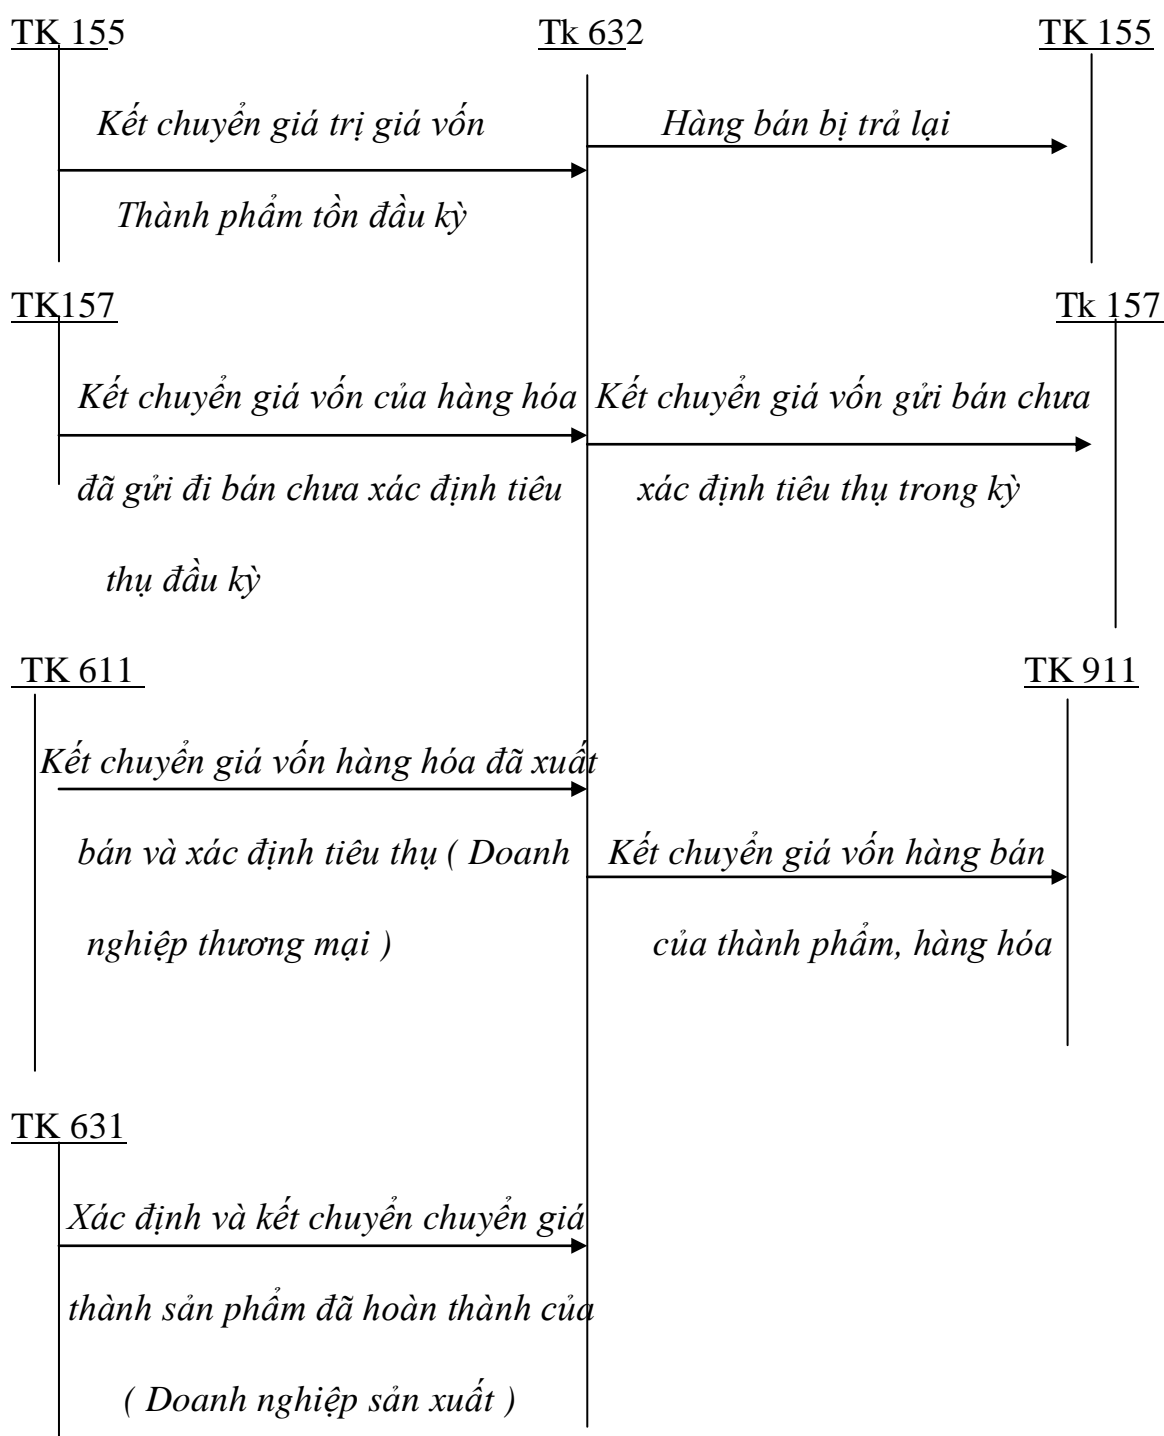 TK 155
Tk 632
TK 155
Kết chuyển giá trị giá vốn
Hàng bán bị trả lại
Thành phẩm tồn đầu kỳ
TK157
Tk 157
Kết chuyển giá vốn của hàng hóa
Kết chuyển giá vốn gửi bán chưa
đã gửi đi bán chưa xác định tiêu
xác định tiêu thụ trong kỳ
thụ đầu kỳ
TK 611
TK 911
Kết chuyển giá vốn hàng hóa đã xuất
bán và xác định tiêu thụ ( Doanh
Kết chuyển giá vốn hàng bán
nghiệp thương mại )
của thành phẩm, hàng hóa
TK 631
Xác định và kết chuyển chuyển giá
thành sản phẩm đã hoàn thành của
( Doanh nghiệp sản xuất )